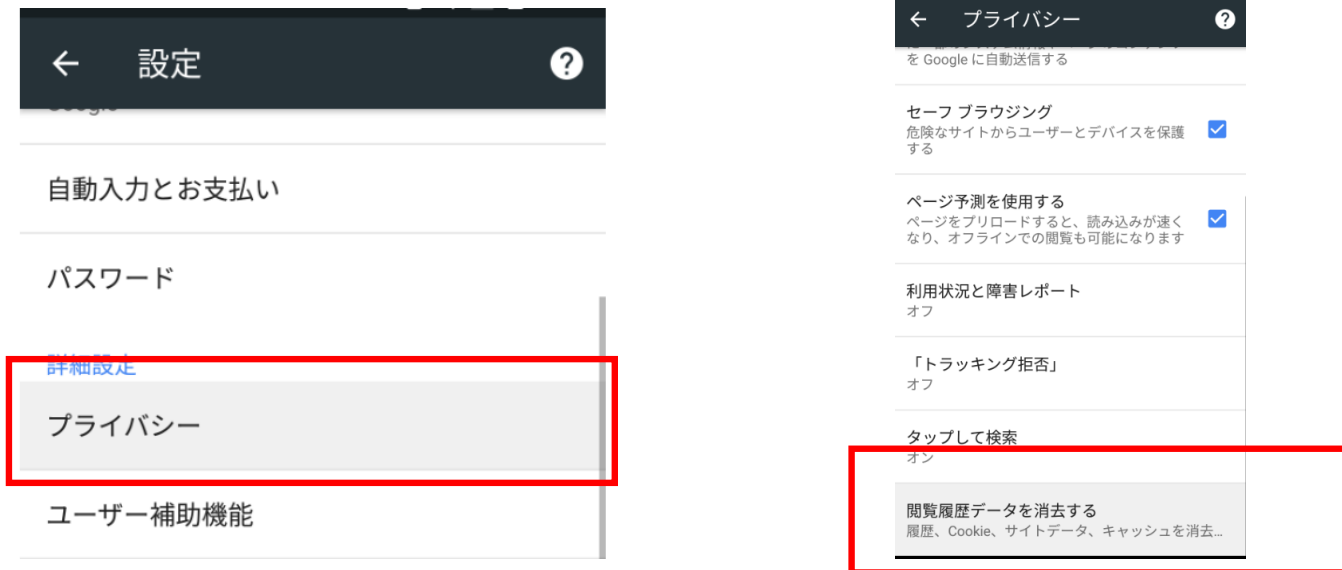 設定
自動入力とお支払い
パスワード
詳細設定
プライバシー
ユーザー補助機能
プライバシー
を Google に自動送信する
セーフ ブラウジング
危険なサイトからユーザーとデバイスを保護
する
ページ予測を使用する
ページをプリロードすると、読み込みが速く
なり、オフラインでの閲覧も可能になります
利用状況と障害レポート
オフ
「トラッキング拒否」
オフ
タップして検索
オン
閲覧履歴データを消去する
履歴、Cookie、サイトデータ、キャッシュを消去...